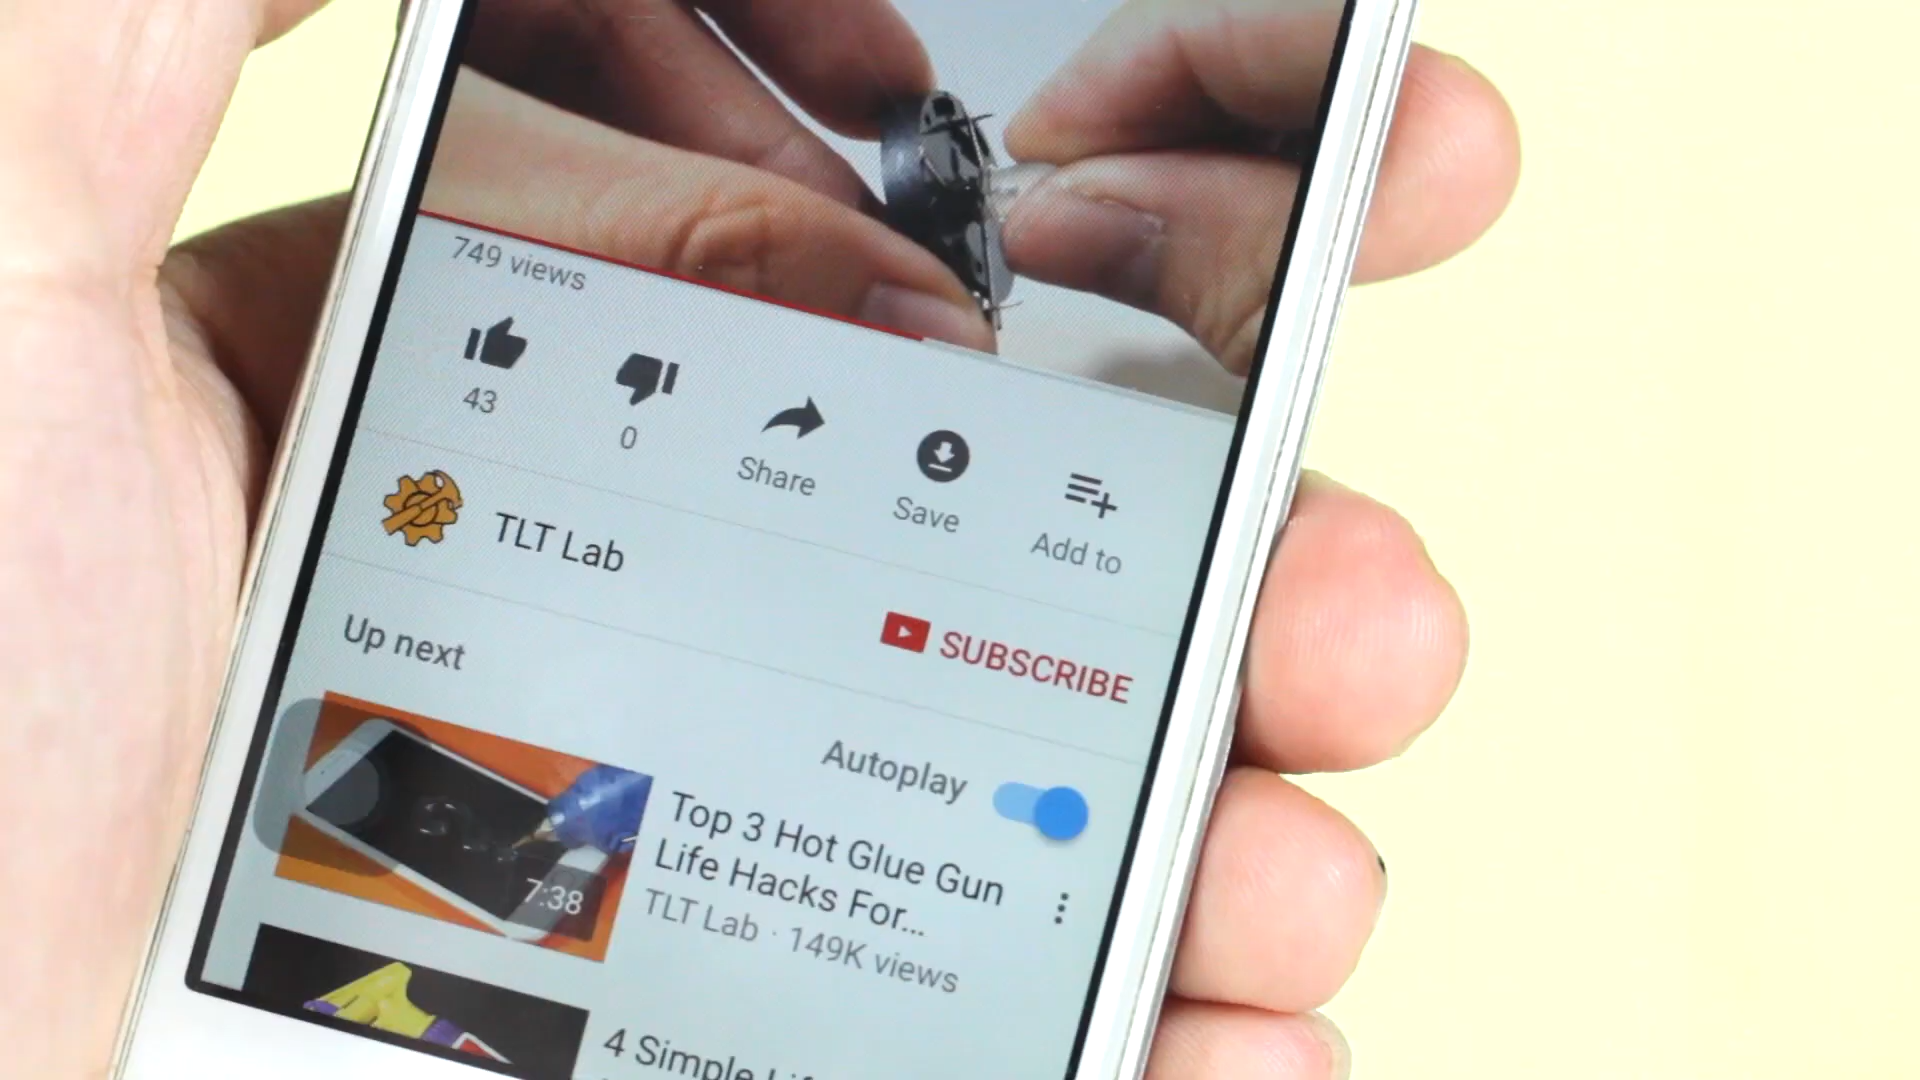 749 views
43
0
Share
Save
Add to
TLT Lab
SUBSCRIBE
Up next
Autoplay
7:38
Top 3 Hot Glue Gun
Life Hacks For...
TLT Lab · 149K views
4 Simple